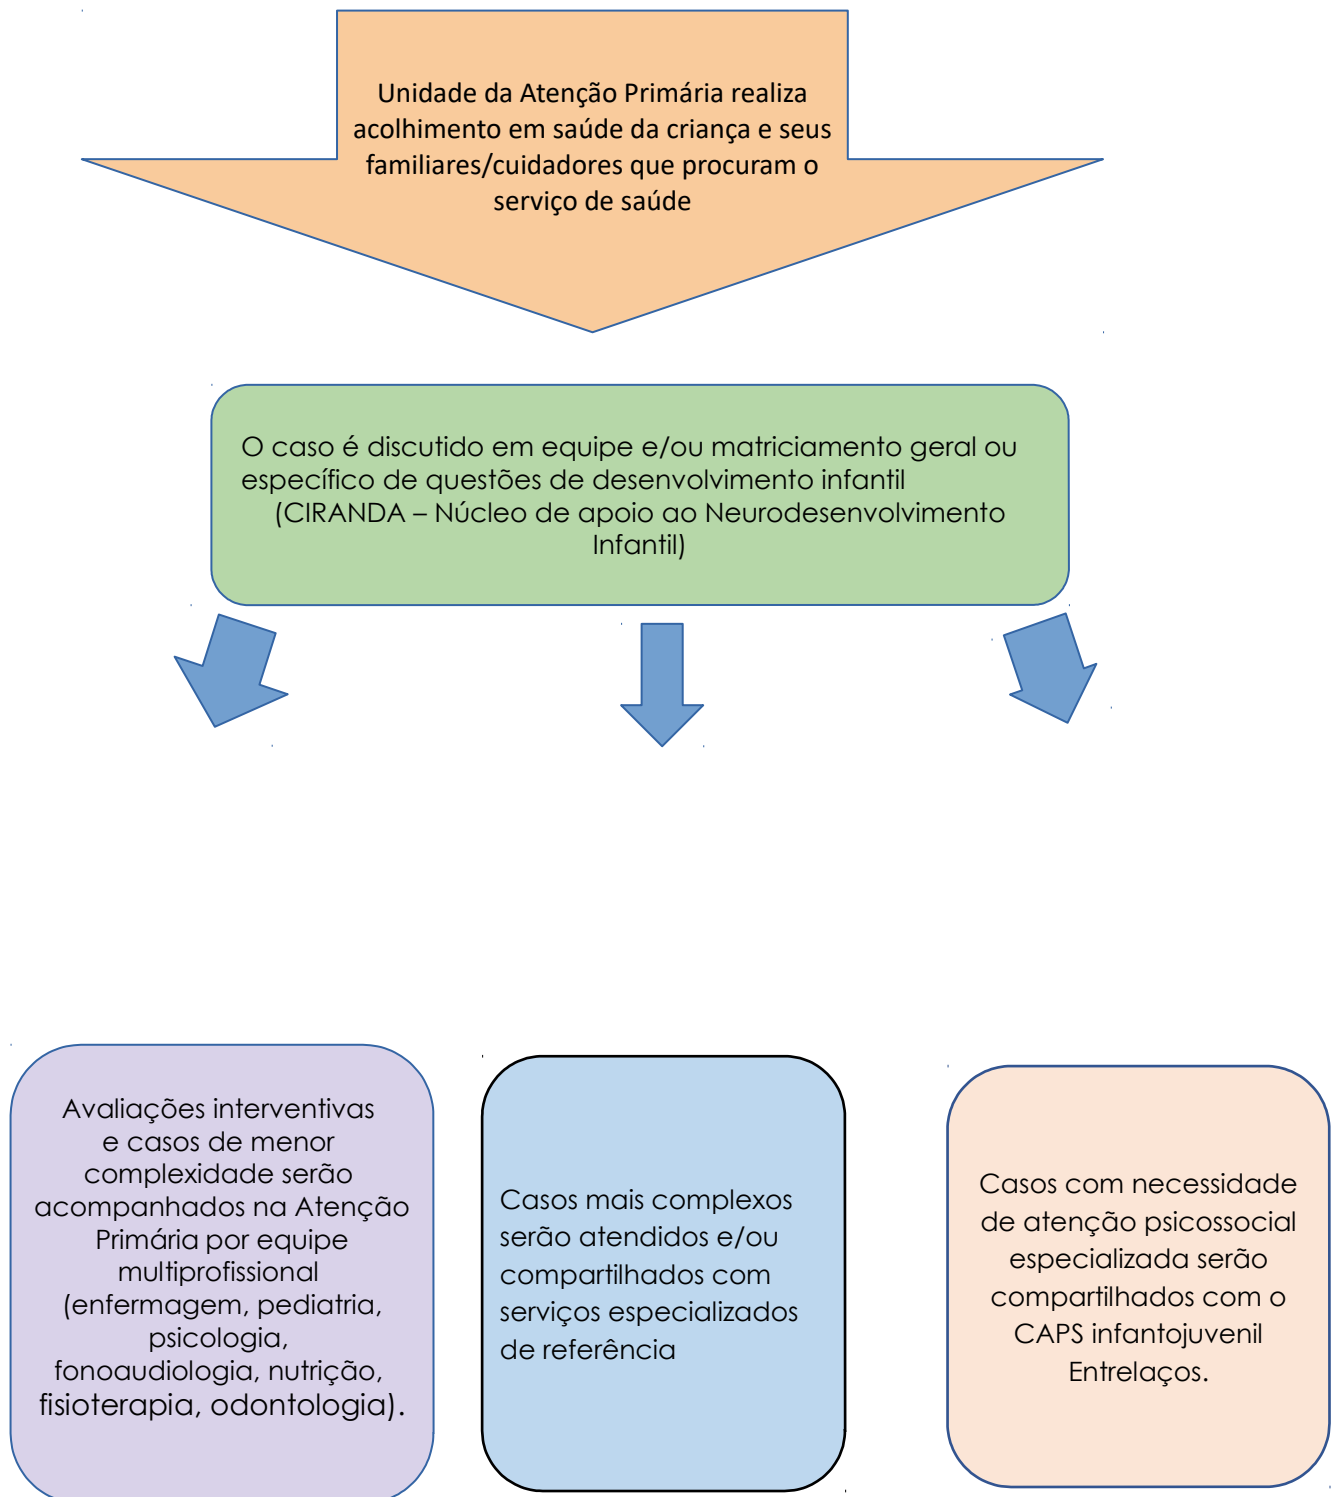 Unidade da Atenção Primária realiza
acolhimento em saúde da criança e seus
familiares/cuidadores que procuram o
serviço de saúde
O caso é discutido em equipe e/ou matriciamento geral ou
específico de questões de desenvolvimento infantil
(CIRANDA – Núcleo de apoio ao Neurodesenvolvimento
Infantil)
Avaliações interventivas
e casos de menor
complexidade serão
acompanhados na Atenção
Primária por equipe
multiprofissional
(enfermagem, pediatria,
psicologia,
fonoaudiologia, nutrição,
fisioterapia, odontologia).
Casos mais complexos
serão atendidos e/ou
compartilhados com
serviços especializados
de referência
Casos com necessidade
de atenção psicossocial
especializada serão
compartilhados com o
CAPS infantojuvenil
Entrelaços.